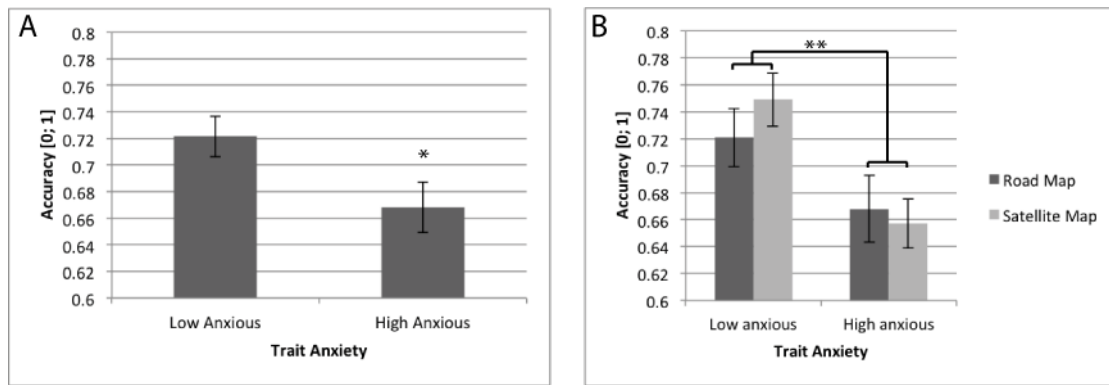 A
0.8
0.78
0.76
0.74
0.72
0.7
0.68
0.66
0.64
0.62
0.6
Accuracy [0; 1]
*
Low Anxious
High Anxious
Trait Anxiety
B
0.8
0.78
0.76
0.74
0.72
0.7
0.68
0.66
0.64
0.62
0.6
Accuracy [0; 1]
**
Low anxious
High anxious
Trait Anxiety
Road Map
Satellite Map